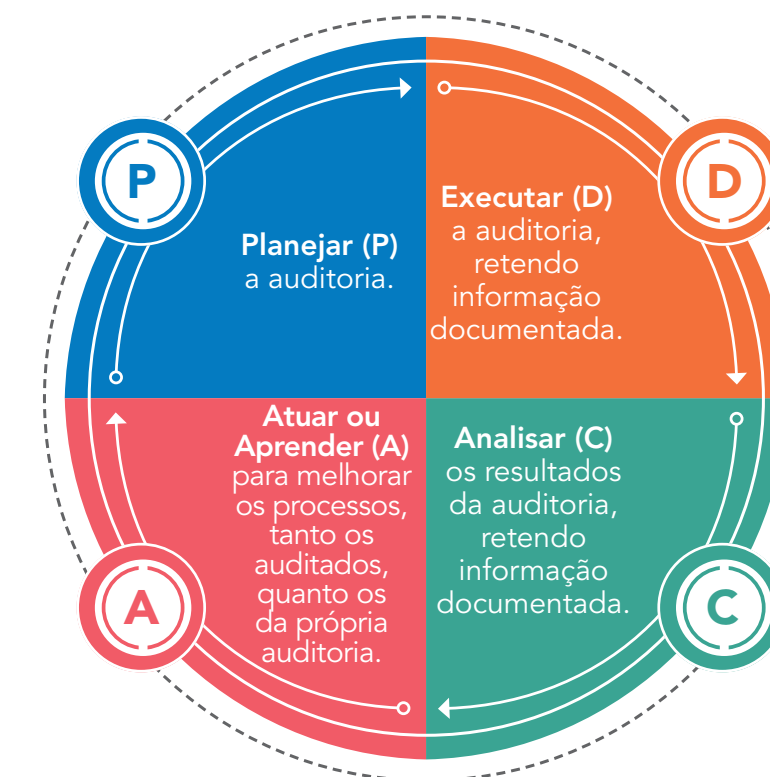 P
Planejar (P)
a auditoria.
D
Executar (D)
a auditoria,
retendo
informação
documentada.
C
Analisar (C)
os resultados
da auditoria,
retendo
informação
documentada.
A
Atuar ou
Aprender (A)
para melhorar
os processos,
tanto os
auditados,
quanto os
da própria
auditoria.